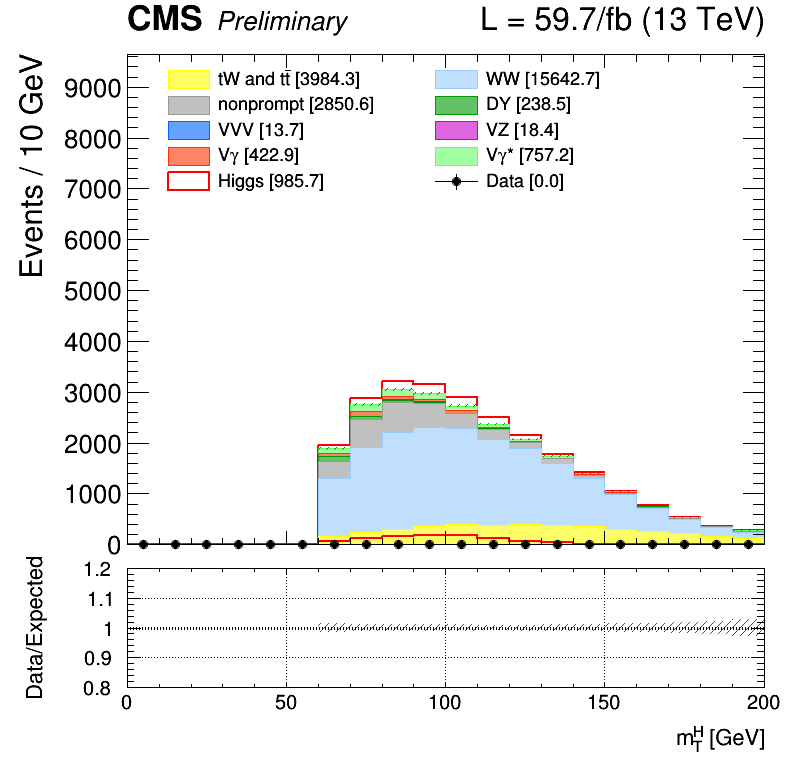 CMS Preliminary L = 59.7/fb (13 TeV)
Events / 10 GeV
9000
8000
7000
6000
5000
4000
3000
2000
1000
0
tW and tt̄ [3984.3]
WW [15642.7]
nonprompt [2850.6]
DY [238.5]
VVV [13.7]
VZ [18.4]
Vγ [422.9]
Vγ* [757.2]
Higgs [985.7]
Data [0.0]
Data/Expected
1.2
1.1
1
0.9
0.8
0 50 100 150 200
m_T^H [GeV]